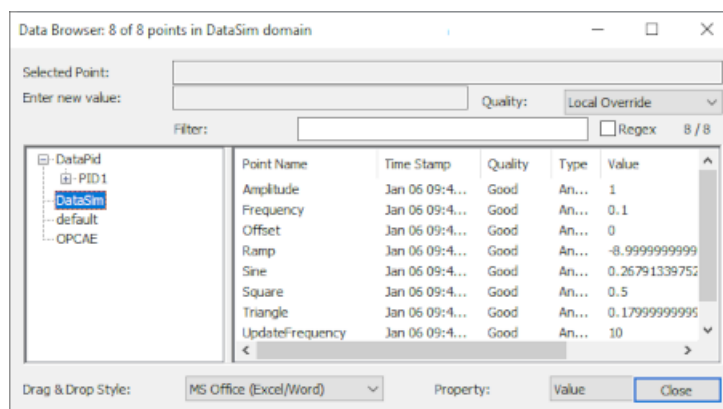 Data Browser: 8 of 8 points in DataSim domain
Selected Point:
Enter new value:
Quality: Local Override
Filter: Regex 8 / 8
DataPid
PID1
DataSim
default
OPCAE
Point Name Time Stamp Quality Type Value
Amplitude Jan 06 09:4... Good An... 1
Frequency Jan 06 09:4... Good An... 0.1
Offset Jan 06 09:4... Good An... 0
Ramp Jan 06 09:4... Good An... -8.9999999999
Sine Jan 06 09:4... Good An... 0.26791339752
Square Jan 06 09:4... Good An... 0.5
Triangle Jan 06 09:4... Good An... 0.17999999999
UpdateFrequency Jan 06 09:4... Good An... 10
Drag & Drop Style: MS Office (Excel/Word) Property: Value Close